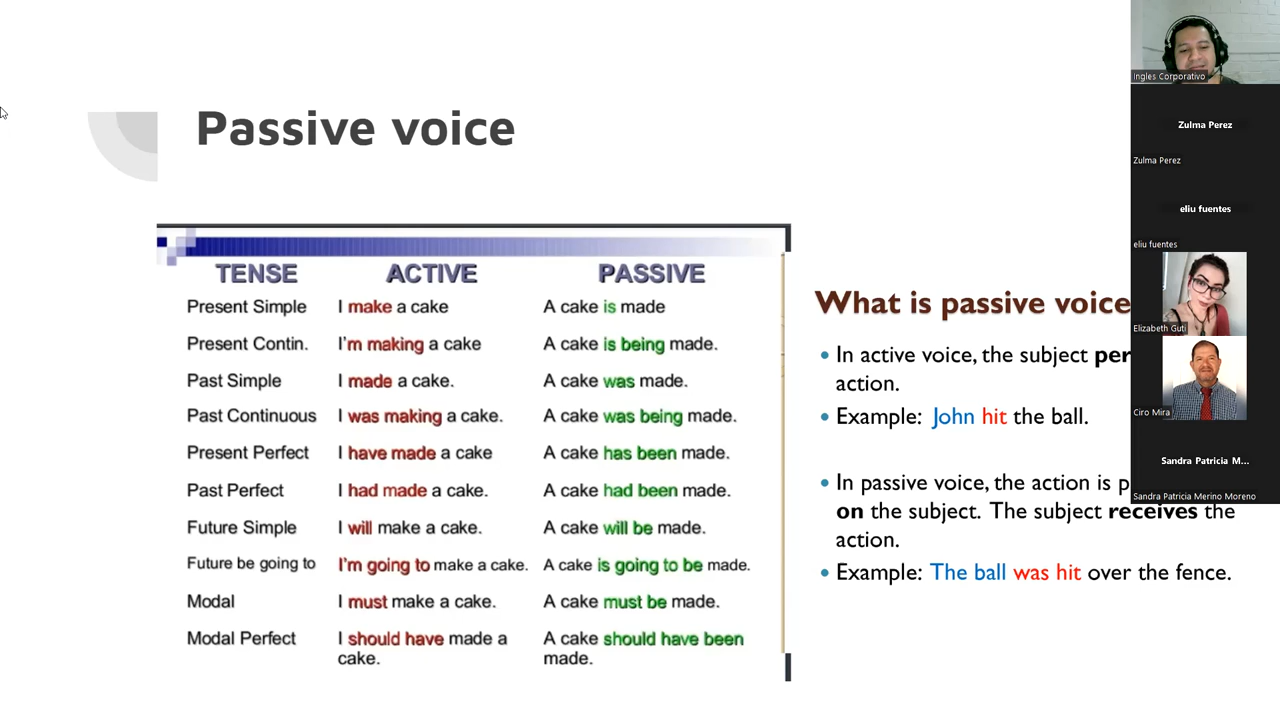 Passive voice
TENSE ACTIVE PASSIVE
Present Simple I make a cake A cake is made
Present Contin. I'm making a cake A cake is being made.
Past Simple I made a cake. A cake was made.
Past Continuous I was making a cake. A cake was being made.
Present Perfect I have made a cake A cake has been made.
Past Perfect I had made a cake. A cake had been made.
Future Simple I will make a cake. A cake will be made.
Future be going to I'm going to make a cake. A cake is going to be made.
Modal I must make a cake. A cake must be made.
Modal Perfect I should have made a A cake should have been
cake. made.
What is passive voice
In active voice, the subject
action.
Example: John hit the ball.
In passive voice, the action is
on the subject. The subject receives the
action.
Example: The ball was hit over the fence.
Ingles Corporativo
Zulma Perez
Zulma Perez
eliu fuentes
eliu fuentes
Elizabeth Guti
Ciro Mira
Sandra Patricia M...
Sandra Patricia Merino Moreno